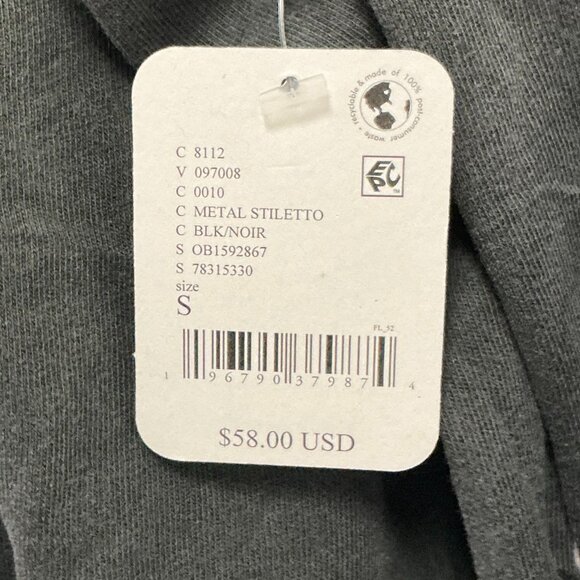 recyclable & made of 100% post-consumer waste •
EPC™
C 8112
V 097008
C 0010
C METAL STILETTO
C BLK/NOIR
S OB1592867
S 78315330
size
S
FL_52
1 96790 37987 4
$58.00 USD